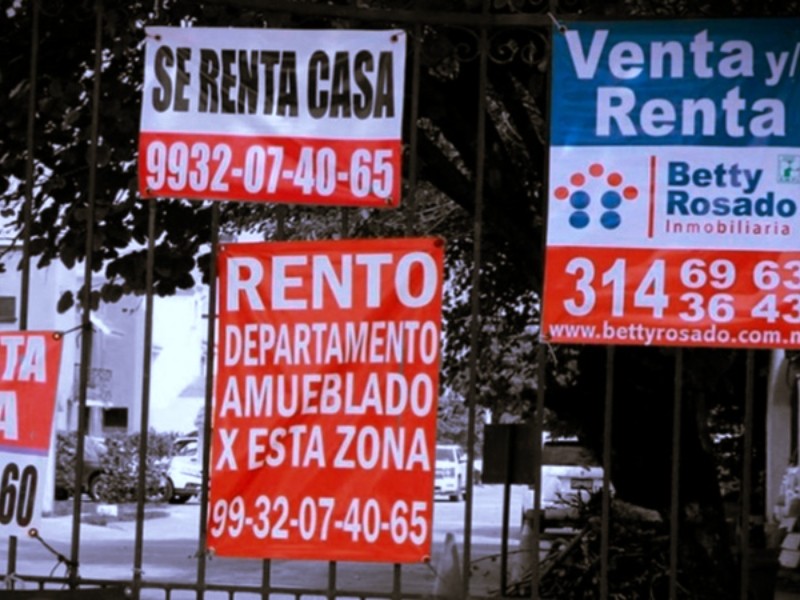 SE RENTA CASA
9932-07-40-65
RENTO
DEPARTAMENTO
AMUEBLADO
X ESTA ZONA
99-32-07-40-65
Venta y/
Renta
Betty
Rosado
Inmobiliaria
314 69 63
36 43
www.bettyrosado.com.m
TA
A
60